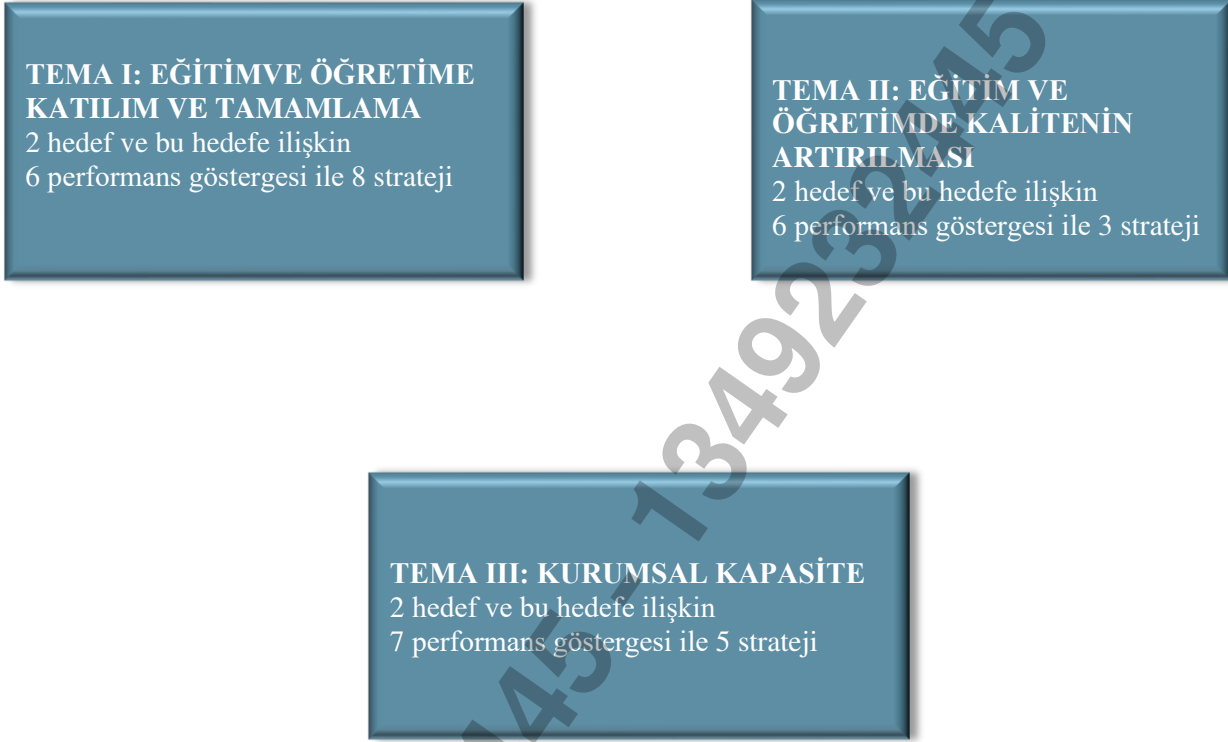 TEMA I: EĞİTİMVE ÖĞRETİME
KATILIM VE TAMAMLAMA
2 hedef ve bu hedefe ilişkin
6 performans göstergesi ile 8 strateji
TEMA II: EĞİTİM VE
ÖĞRETİMDE KALİTENİN
ARTIRILMASI
2 hedef ve bu hedefe ilişkin
6 performans göstergesi ile 3 strateji
TEMA III: KURUMSAL KAPASİTE
2 hedef ve bu hedefe ilişkin
7 performans göstergesi ile 5 strateji
445 - 1349232445